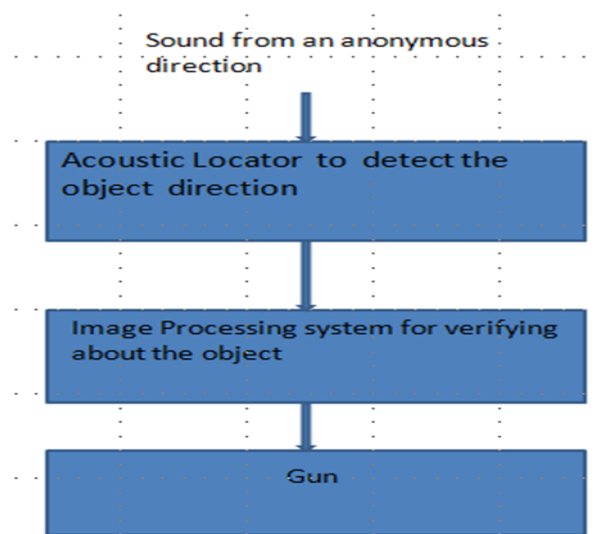 Sound from an anonymous
direction
Acoustic Locator to detect the
object direction
Image Processing system for verifying
about the object
Gun